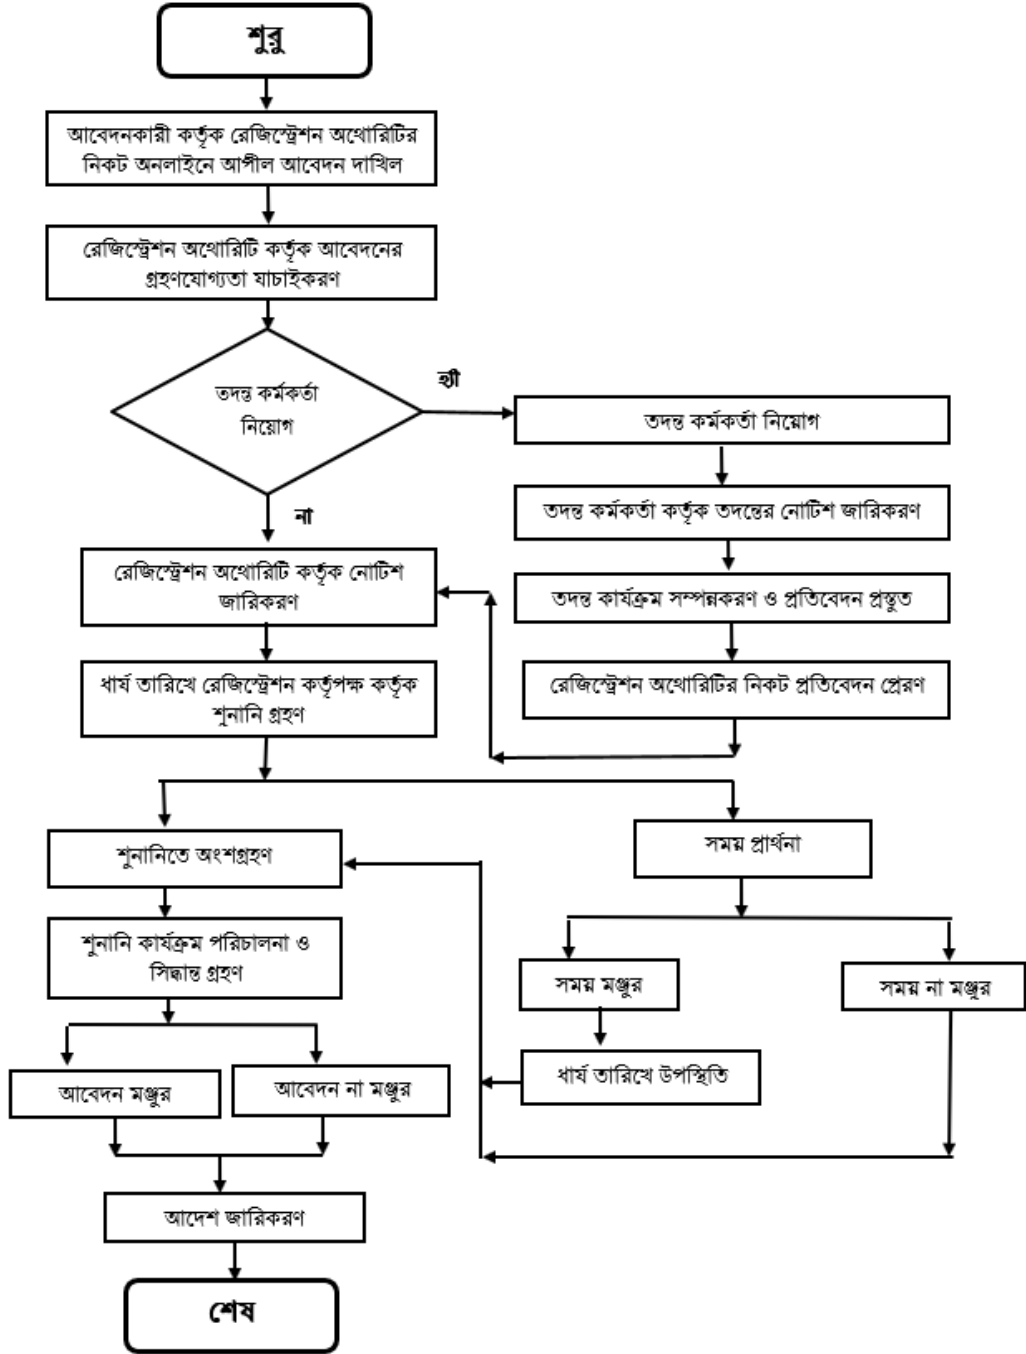 শুরু
আবেদনকারী কর্তৃক রেজিস্ট্রেশন অথোরিটির
নিকট অনলাইনে আপীল আবেদন দাখিল
রেজিস্ট্রেশন অথোরিটি কর্তৃক আবেদনের
গ্রহণযোগ্যতা যাচাইকরণ
তদন্ত কর্মকর্তা
নিয়োগ
হ্যাঁ
তদন্ত কর্মকর্তা নিয়োগ
তদন্ত কর্মকর্তা কর্তৃক তদন্তের নোটিশ জারিকরণ
না
তদন্ত কার্যক্রম সম্পন্নকরণ ও প্রতিবেদন প্রস্তুত
রেজিস্ট্রেশন অথোরিটির নিকট প্রতিবেদন প্রেরণ
রেজিস্ট্রেশন অথোরিটি কর্তৃক নোটিশ
জারিকরণ
ধার্য তারিখে রেজিস্ট্রেশন কর্তৃপক্ষ কর্তৃক
শুনানি গ্রহণ
শুনানিতে অংশগ্রহণ
সময় প্রার্থনা
শুনানি কার্যক্রম পরিচালনা ও
সিদ্ধান্ত গ্রহণ
সময় মঞ্জুর
সময় না মঞ্জুর
ধার্য তারিখে উপস্থিতি
আবেদন মঞ্জুর
আবেদন না মঞ্জুর
আদেশ জারিকরণ
শেষ